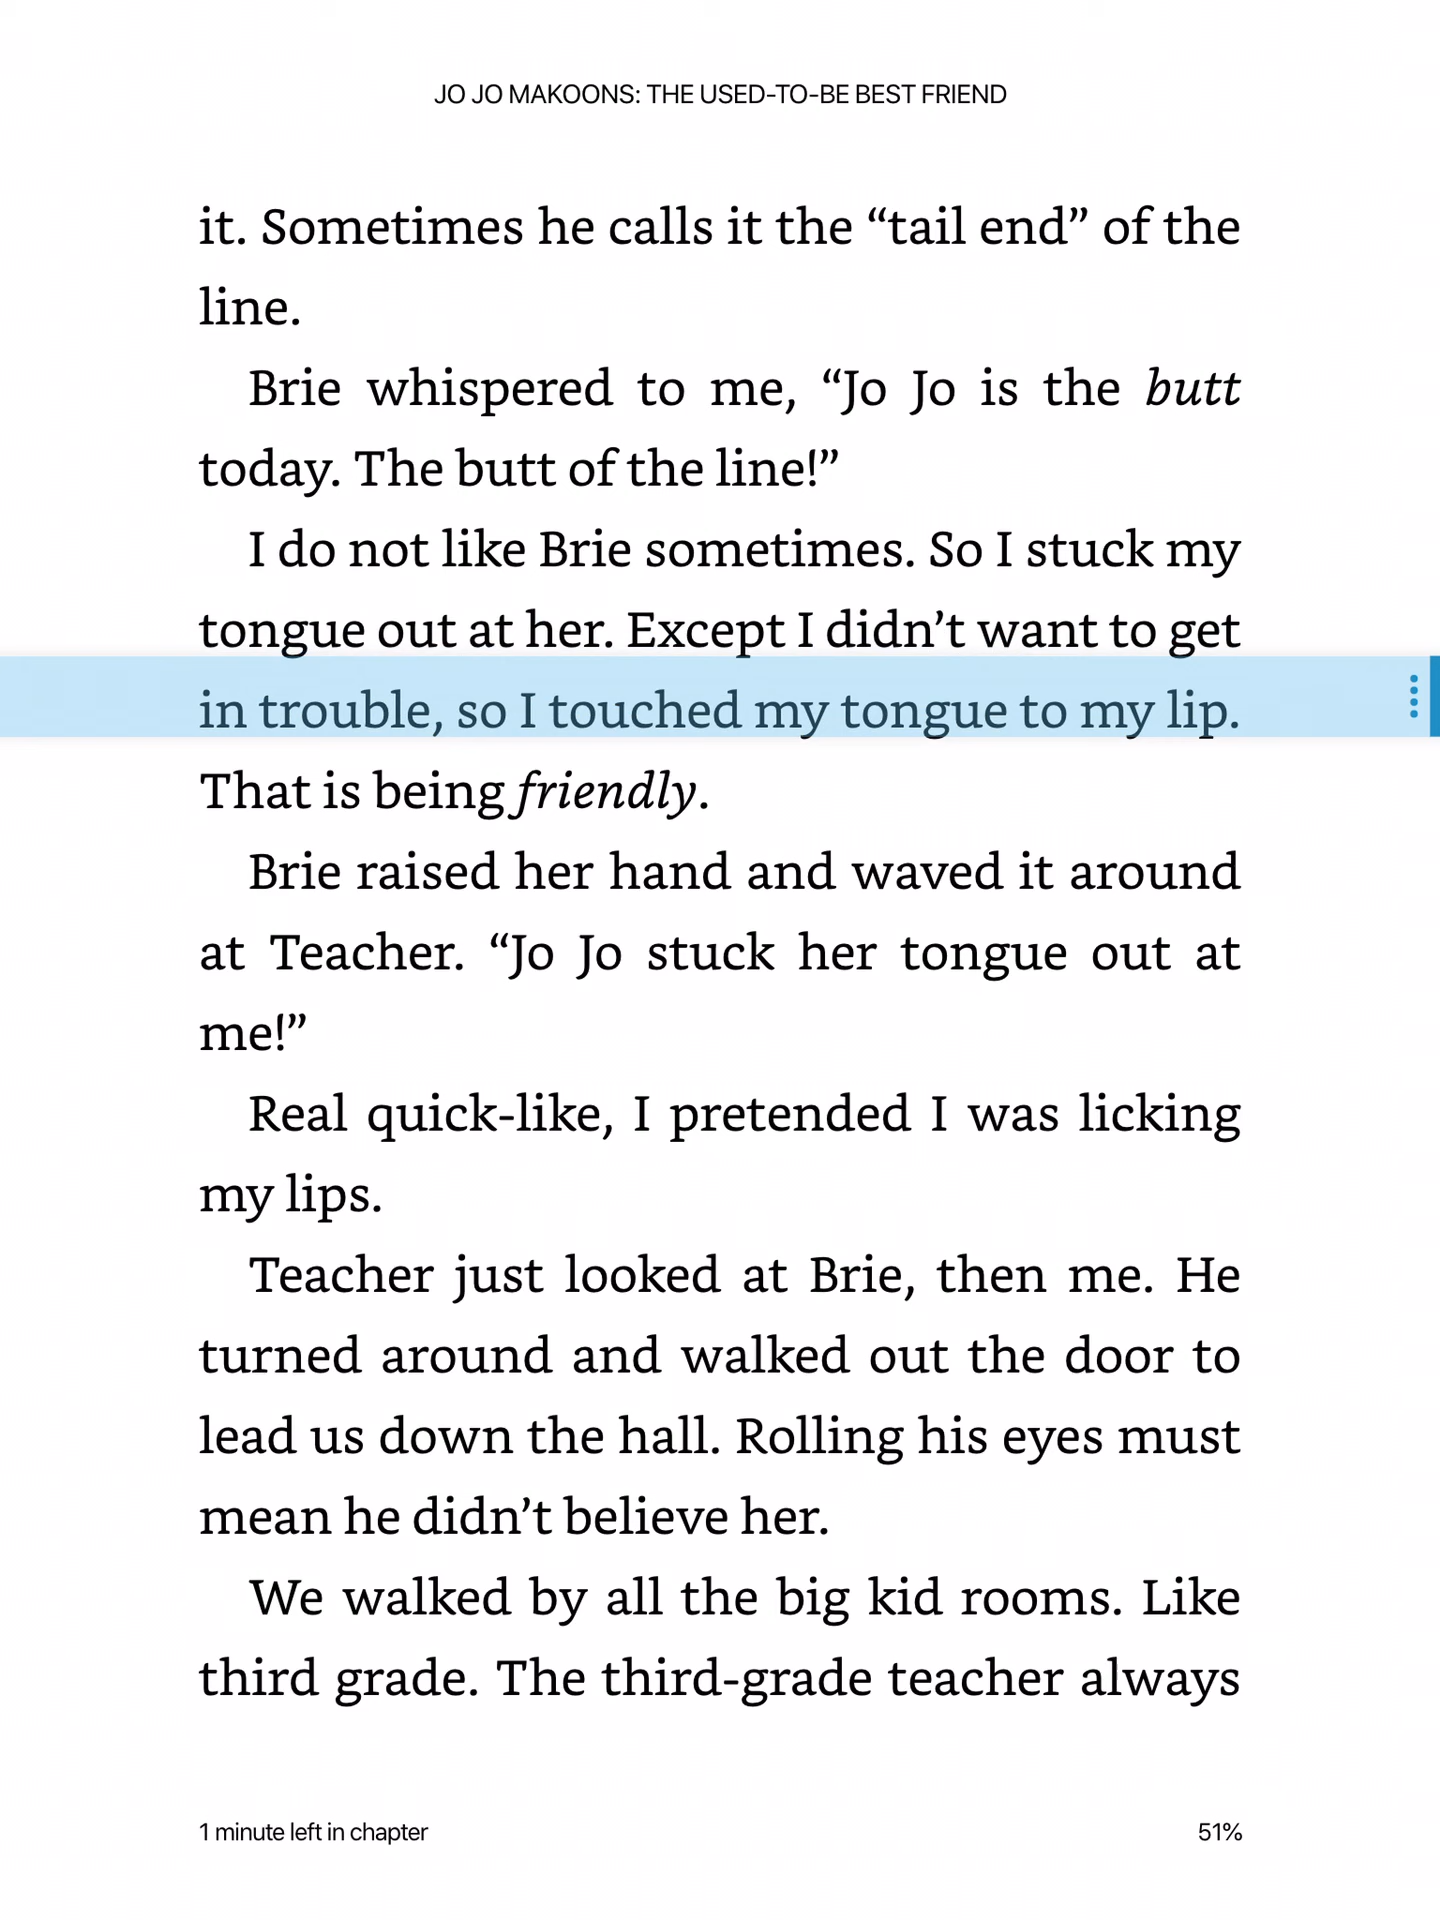 JO JO MAKOONS: THE USED-TO-BE BEST FRIEND
it. Sometimes he calls it the “tail end” of the
line.
Brie whispered to me, “Jo Jo is the butt
today. The butt of the line!”
I do not like Brie sometimes. So I stuck my
tongue out at her. Except I didn’t want to get
in trouble, so I touched my tongue to my lip.
That is being friendly.
Brie raised her hand and waved it around
at Teacher. “Jo Jo stuck her tongue out at
me!”
Real quick-like, I pretended I was licking
my lips.
Teacher just looked at Brie, then me. He
turned around and walked out the door to
lead us down the hall. Rolling his eyes must
mean he didn’t believe her.
We walked by all the big kid rooms. Like
third grade. The third-grade teacher always
1 minute left in chapter
51%